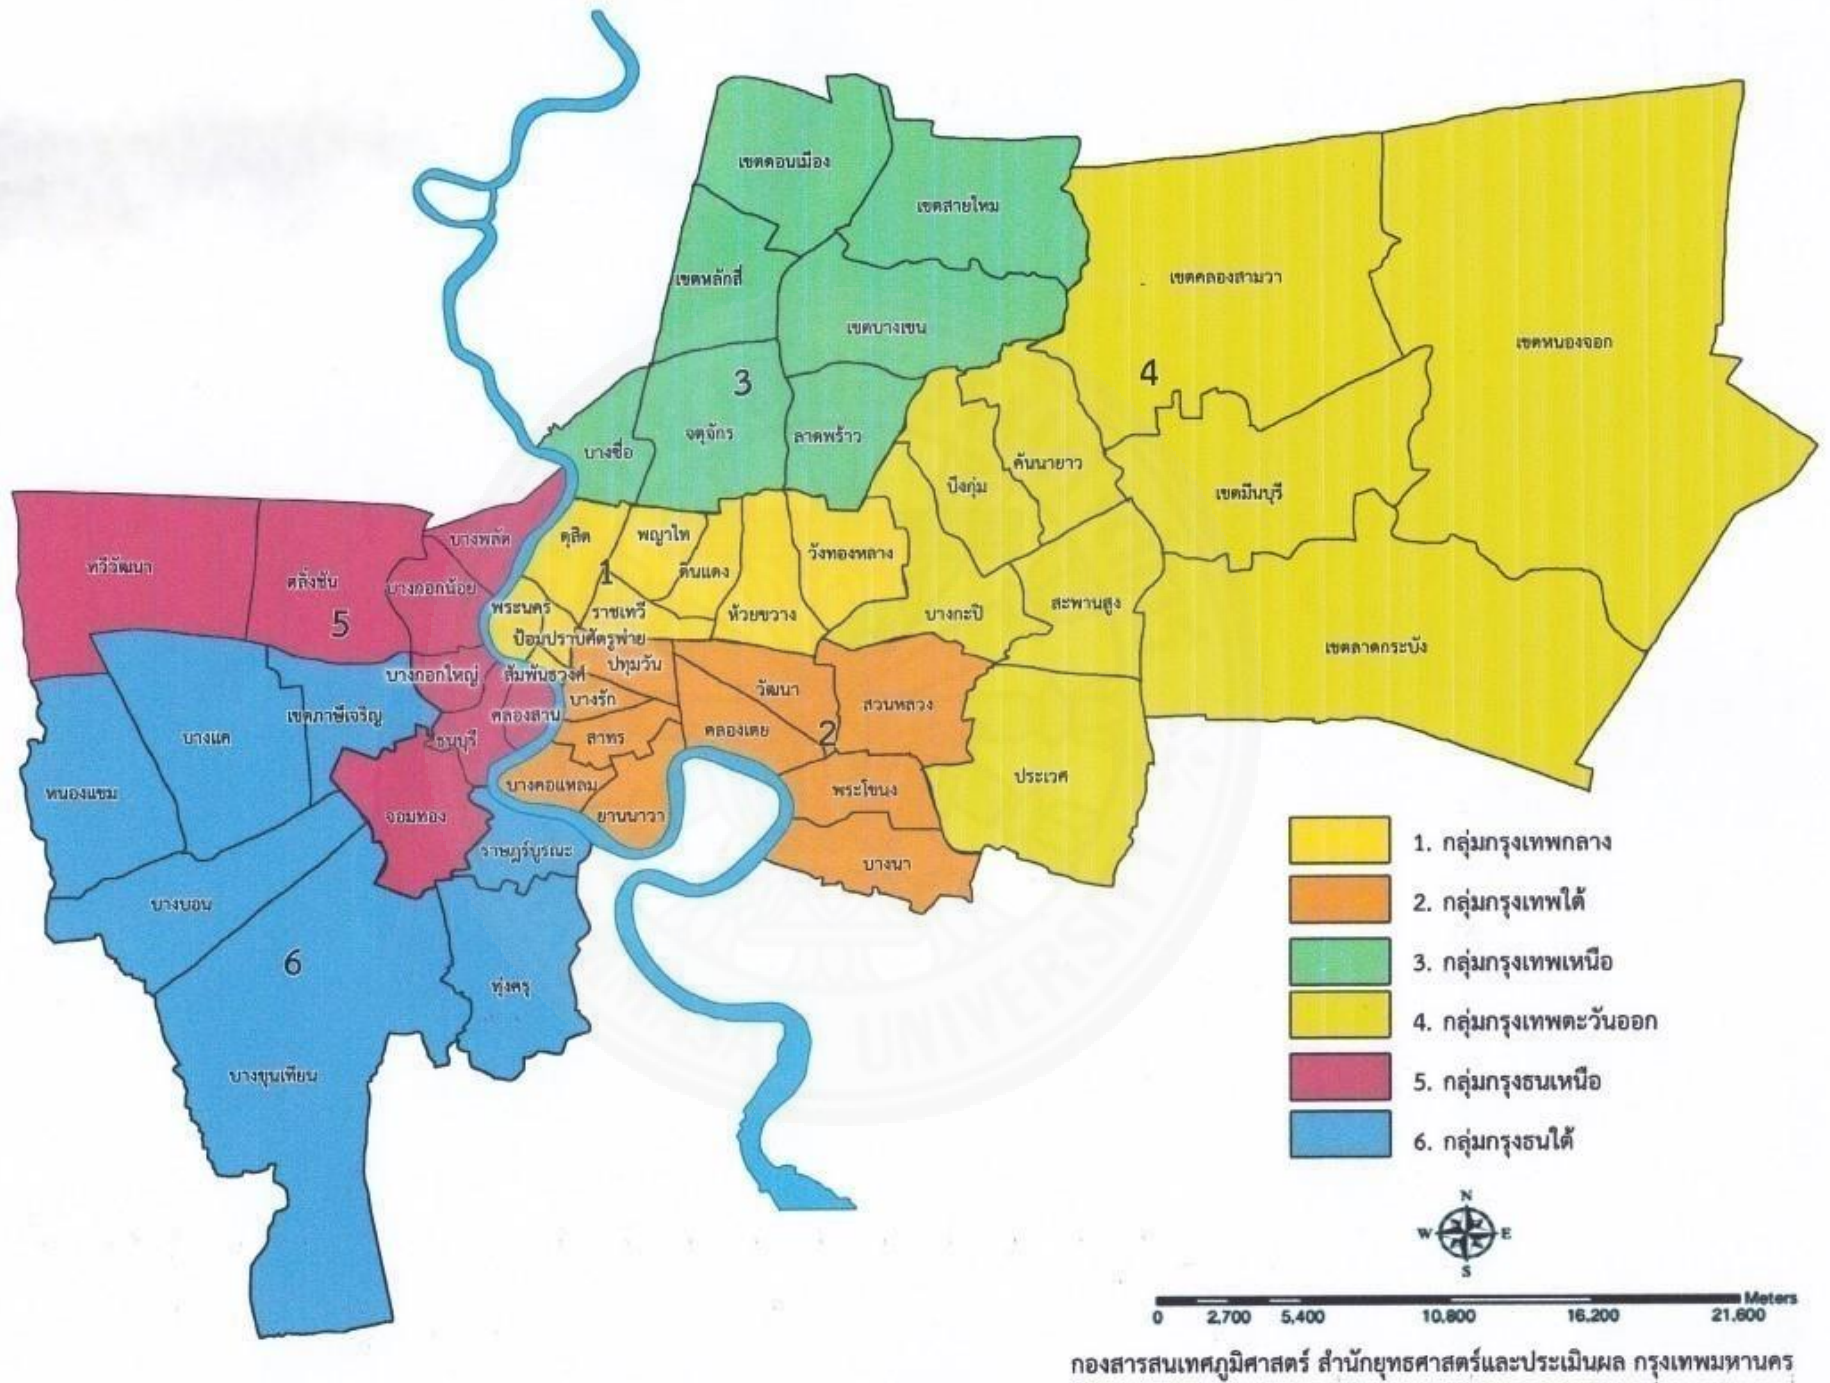 เขตดอนเมือง
เขตสายไหม
เขตหลักสี่
เขตคลองสามวา
เขตบางเขน
เขตหนองจอก
3
4
จตุจักร
ลาดพร้าว
บางซื่อ
คันนายาว
บึงกุ่ม
เขตมีนบุรี
ดุสิต
พญาไท
วังทองหลาง
บางพลัด
ทวีวัฒนา
ตลิ่งชัน
1
ดินแดง
บางกอกน้อย
พระนคร
ราชเทวี
ห้วยขวาง
บางกะปิ
สะพานสูง
5
ป้อมปราบศัตรูพ่าย
เขตลาดกระบัง
บางกอกใหญ่
สัมพันธวงศ์
ปทุมวัน
วัฒนา
บางรัก
สวนหลวง
เขตภาษีเจริญ
คลองสาน
บางแค
ธนบุรี
สาทร
คลองเตย
2
หนองแขม
บางคอแหลม
พระโขนง
ประเวศ
จอมทอง
ยานนาวา
ราษฎร์บูรณะ
บางนา
บางบอน
6
ทุ่งครุ
บางขุนเทียน
UNIVERSITY
1. กลุ่มกรุงเทพกลาง
2. กลุ่มกรุงเทพใต้
3. กลุ่มกรุงเทพเหนือ
4. กลุ่มกรุงเทพตะวันออก
5. กลุ่มกรุงธนเหนือ
6. กลุ่มกรุงธนใต้
N
W E
S
Meters
0 2,700 5,400 10,800 16,200 21,600
กองสารสนเทศภูมิศาสตร์ สำนักยุทธศาสตร์และประเมินผล กรุงเทพมหานคร